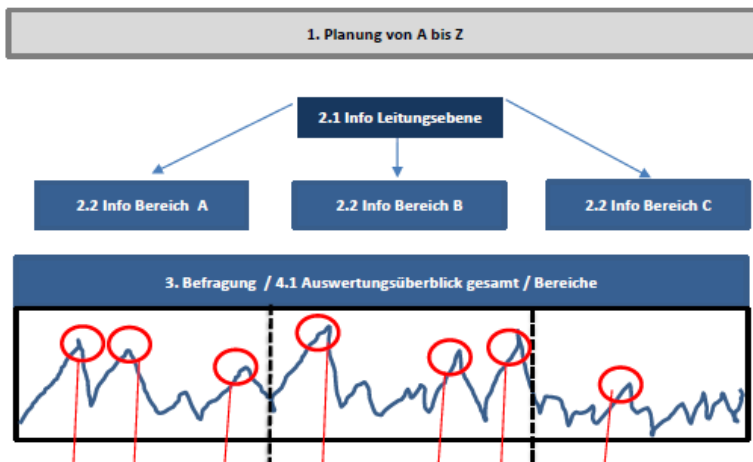 1. Planung von A bis Z
2.1 Info Leitungsebene
2.2 Info Bereich A
2.2 Info Bereich B
2.2 Info Bereich C
3. Befragung / 4.1 Auswertungsüberblick gesamt / Bereiche